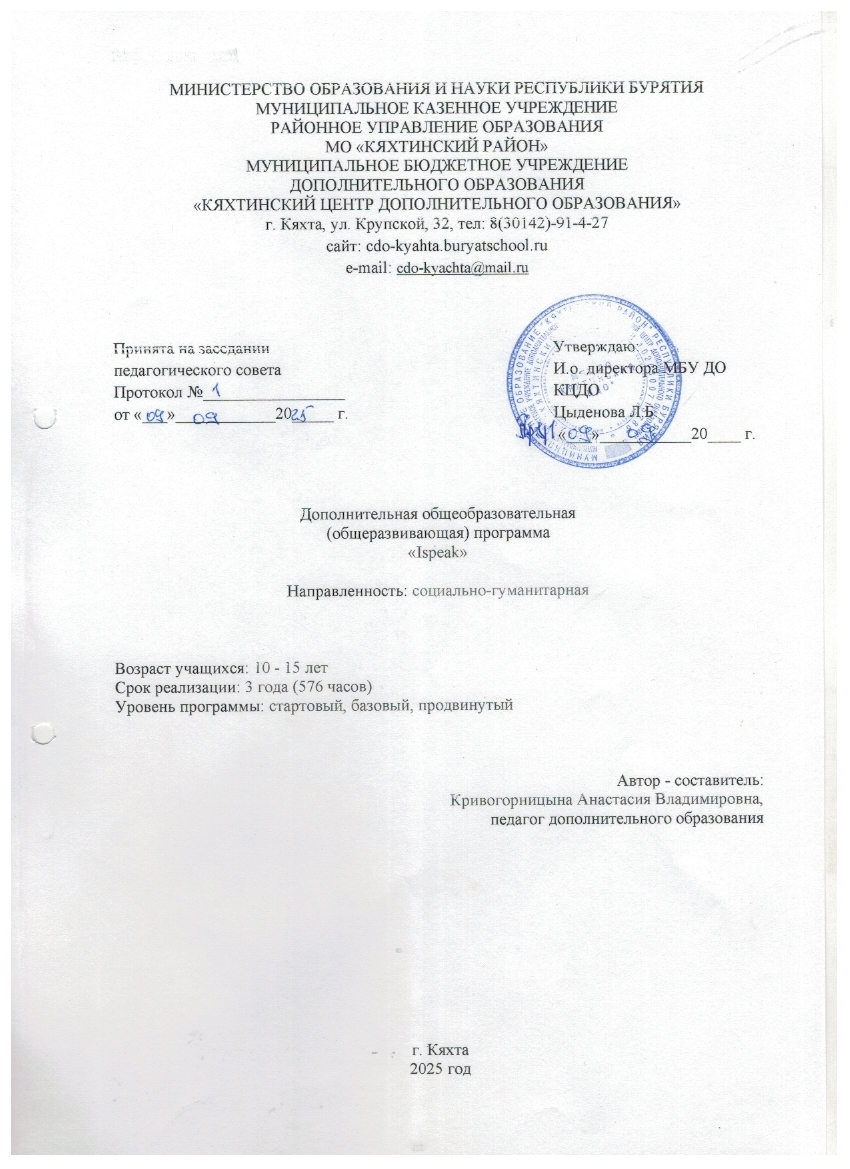 МИНИСТЕРСТВО ОБРАЗОВАНИЯ И НАУКИ РЕСПУБЛИКИ БУРЯТИЯ
МУНИЦИПАЛЬНОЕ КАЗЕННОЕ УЧРЕЖДЕНИЕ
РАЙОННОЕ УПРАВЛЕНИЕ ОБРАЗОВАНИЯ
МО «КЯХТИНСКИЙ РАЙОН»
МУНИЦИПАЛЬНОЕ БЮДЖЕТНОЕ УЧРЕЖДЕНИЕ
ДОПОЛНИТЕЛЬНОГО ОБРАЗОВАНИЯ
«КЯХТИНСКИЙ ЦЕНТР ДОПОЛНИТЕЛЬНОГО ОБРАЗОВАНИЯ»
г. Кяхта, ул. Крупской, 32, тел: 8(30142)-91-4-27
сайт: cdo-kyahta.buryatschool.ru
e-mail: cdo-kyachta@mail.ru
Принята на заседании
педагогического совета
Протокол № 1
от «09» 09 2025 г.
Утверждаю:
И.о. директора МБУ ДО
КЦДО
Цыденова Л.Б.
«09» 09 20____ г.
Дополнительная общеобразовательная
(общеразвивающая) программа
«Ispeak»
Направленность: социально-гуманитарная
Возраст учащихся: 10 - 15 лет
Срок реализации: 3 года (576 часов)
Уровень программы: стартовый, базовый, продвинутый
Автор - составитель:
Кривогорницына Анастасия Владимировна,
педагог дополнительного образования
г. Кяхта
2025 год